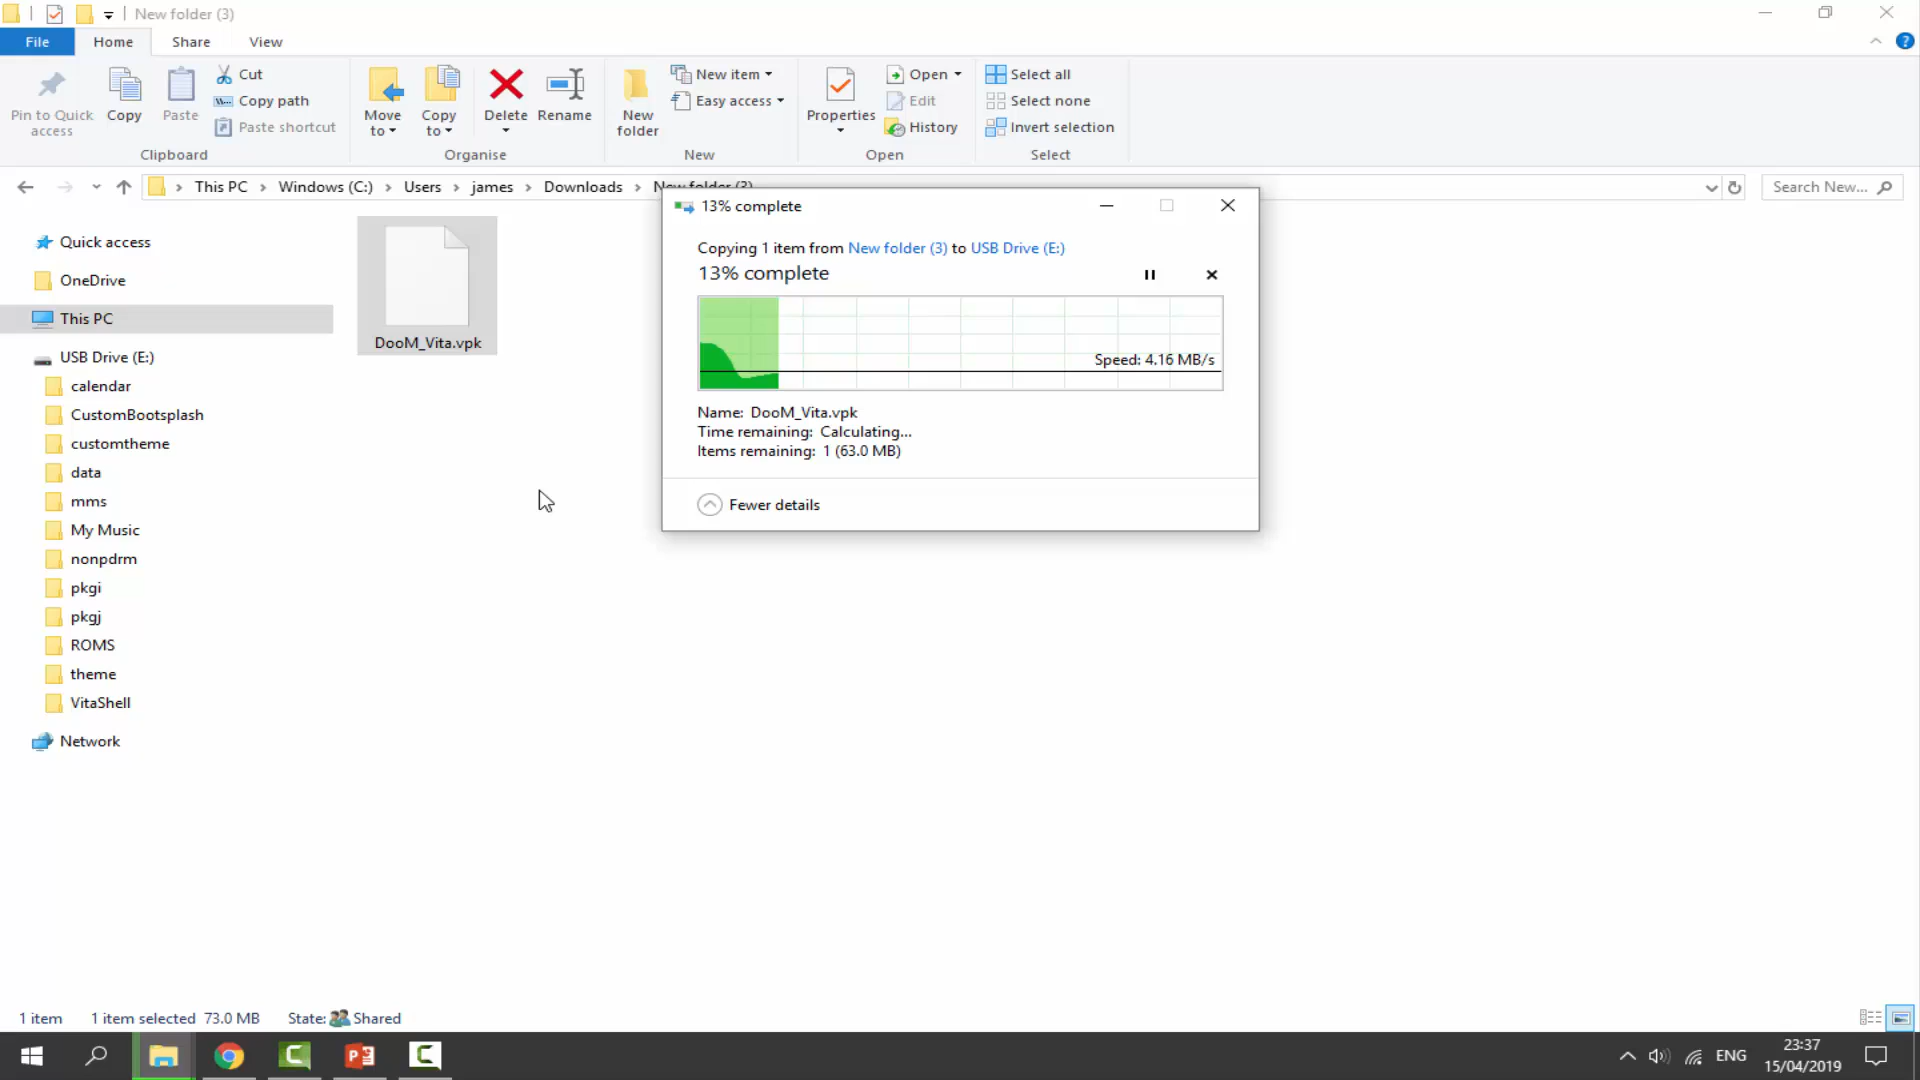 New folder (3)
File
Home
Share
View
Pin to Quick
access
Copy
Paste
Cut
Copy path
Paste shortcut
Clipboard
Move
to
Copy
to
Delete
Rename
Organise
New
folder
New item
Easy access
New
Properties
Open
Edit
History
Open
Select all
Select none
Invert selection
Select
This PC
Windows (C:)
Users
james
Downloads
New folder (3)
Search New...
Quick access
OneDrive
This PC
USB Drive (E:)
calendar
CustomBootsplash
customtheme
data
mms
My Music
nonpdrm
pkgi
pkgj
ROMS
theme
VitaShell
Network
DooM_Vita.vpk
13% complete
Copying 1 item from New folder (3) to USB Drive (E:)
13% complete
Speed: 4.16 MB/s
Name: DooM_Vita.vpk
Time remaining: Calculating...
Items remaining: 1 (63.0 MB)
Fewer details
1 item
1 item selected 73.0 MB
State: Shared
ENG
23:37
15/04/2019